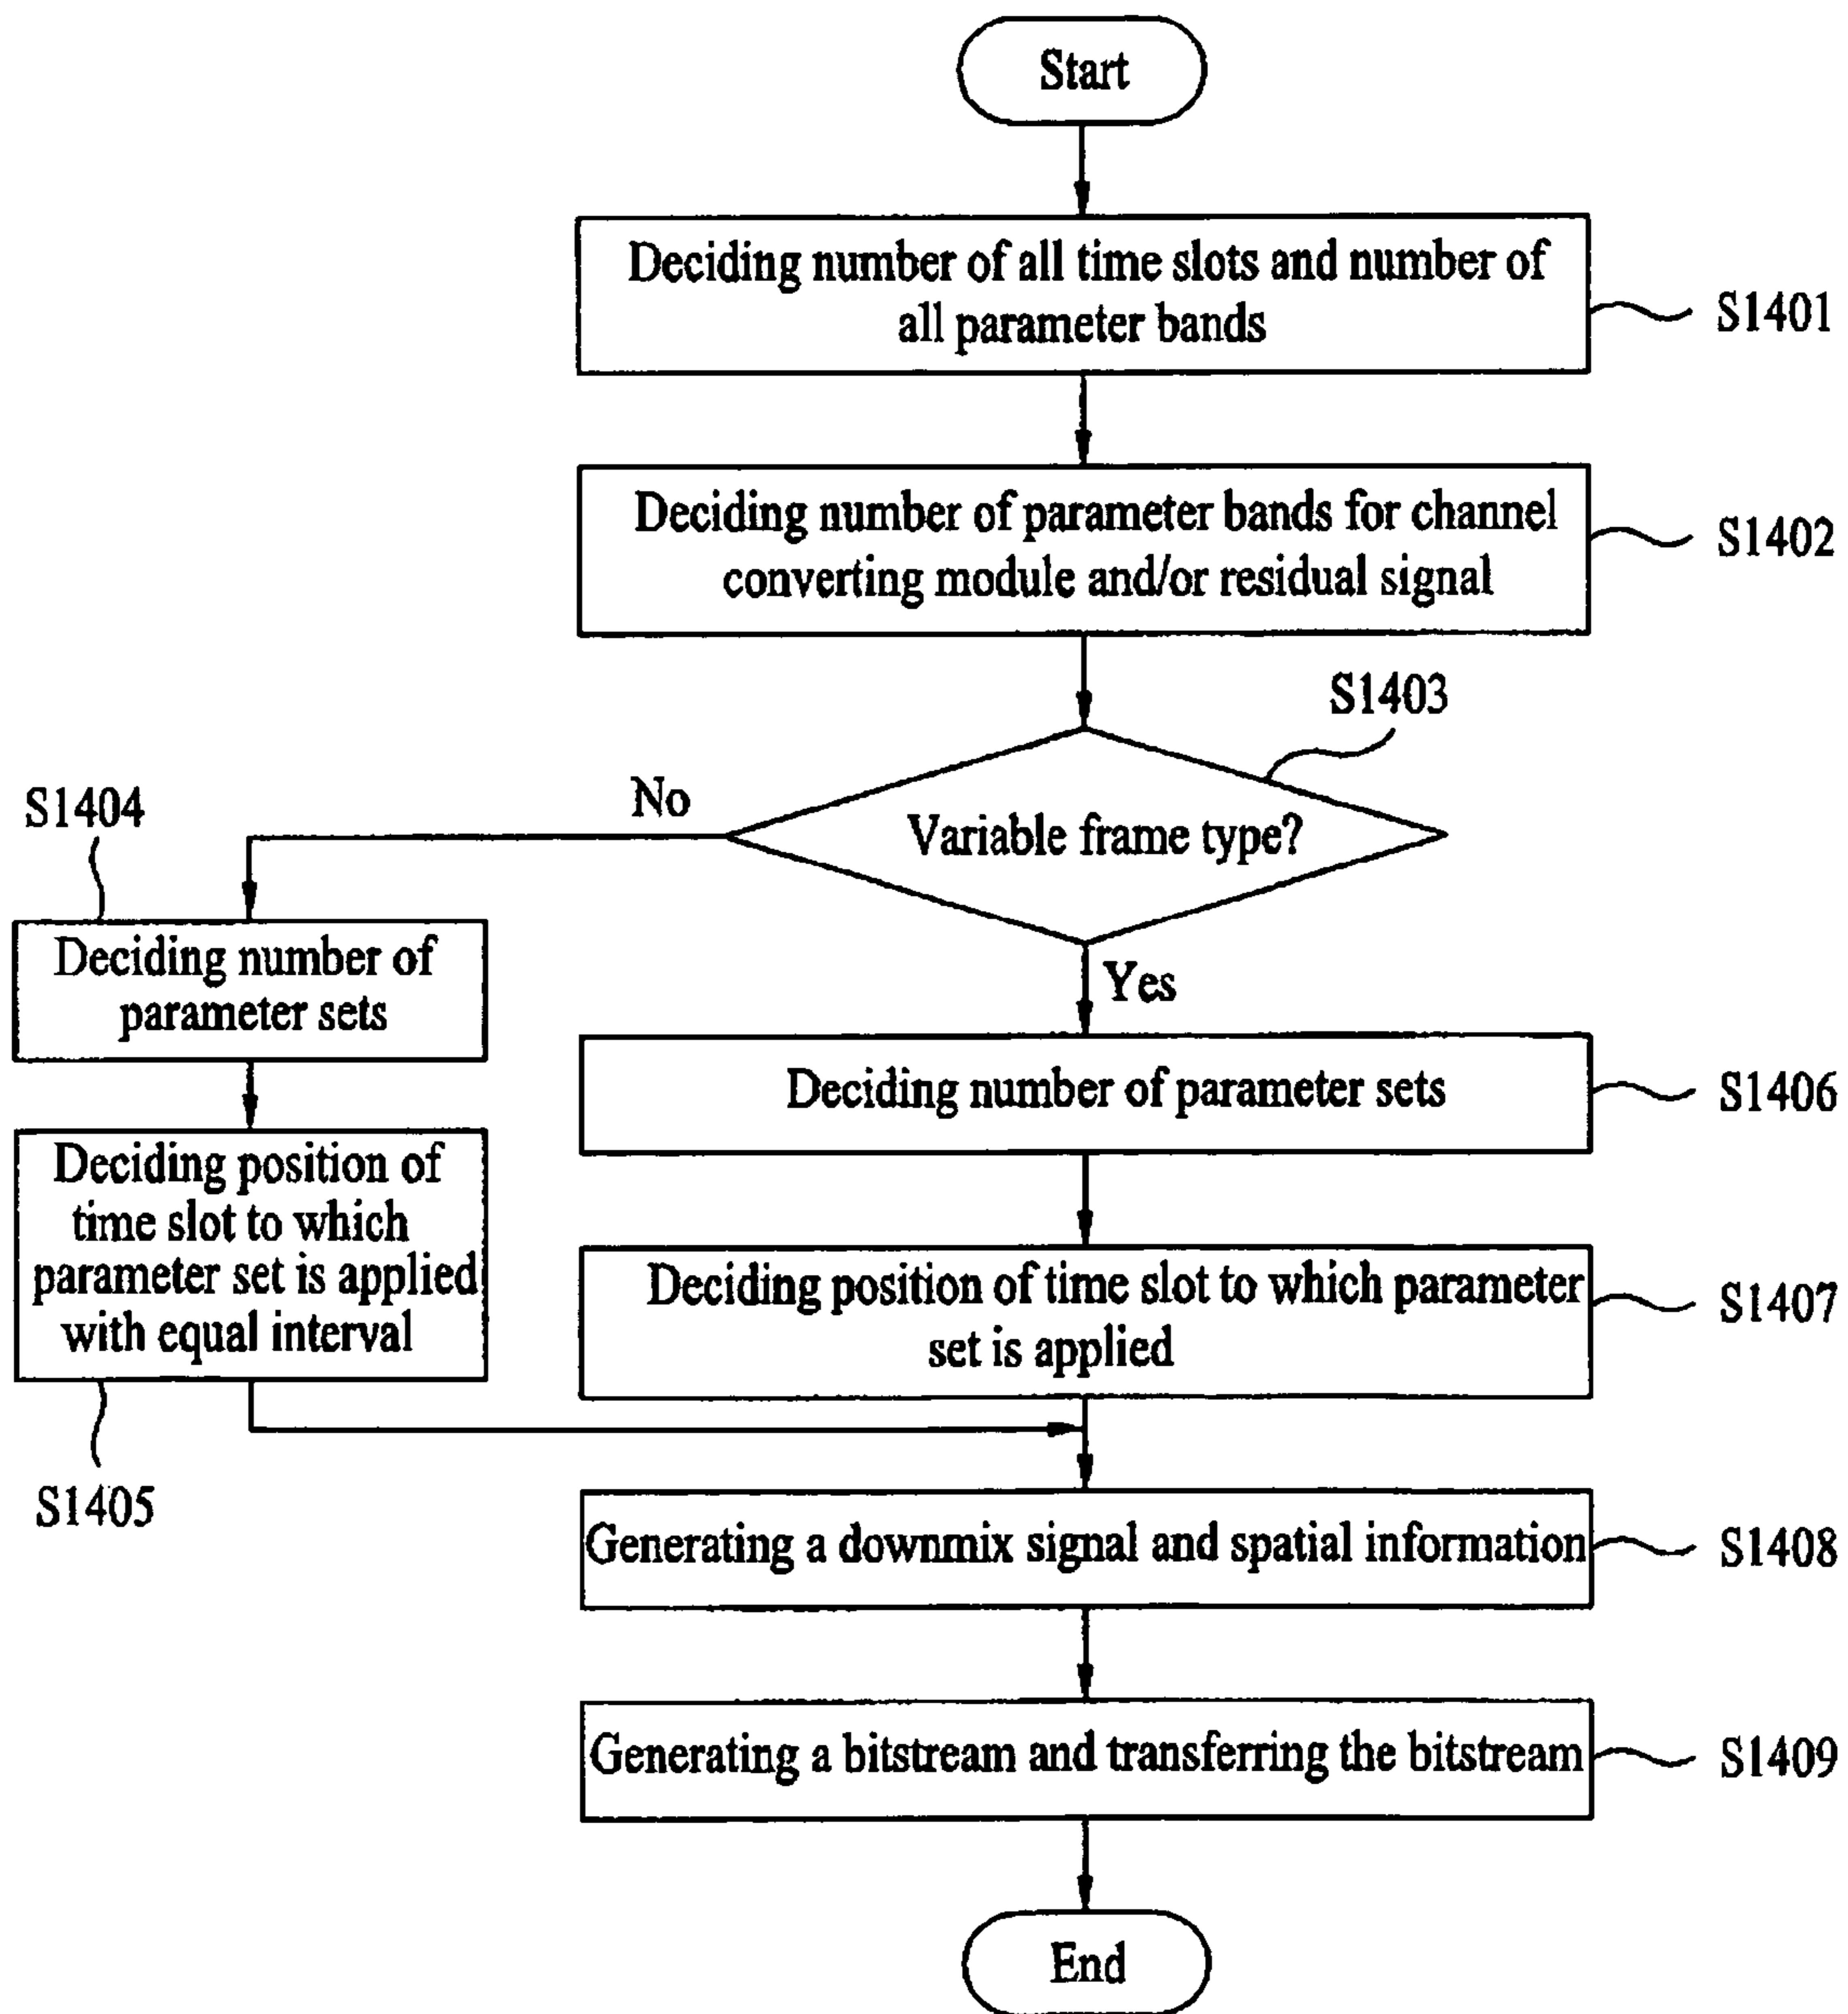 Start
Deciding number of all time slots and number of
all parameter bands
S1401
Deciding number of parameter bands for channel
converting module and/or residual signal
S1402
S1403
Variable frame type?
No
Yes
S1404
Deciding number of
parameter sets
Deciding position of
time slot to which
parameter set is applied
with equal interval
S1405
Deciding number of parameter sets
S1406
Deciding position of time slot to which parameter
set is applied
S1407
Generating a downmix signal and spatial information
S1408
Generating a bitstream and transferring the bitstream
S1409
End